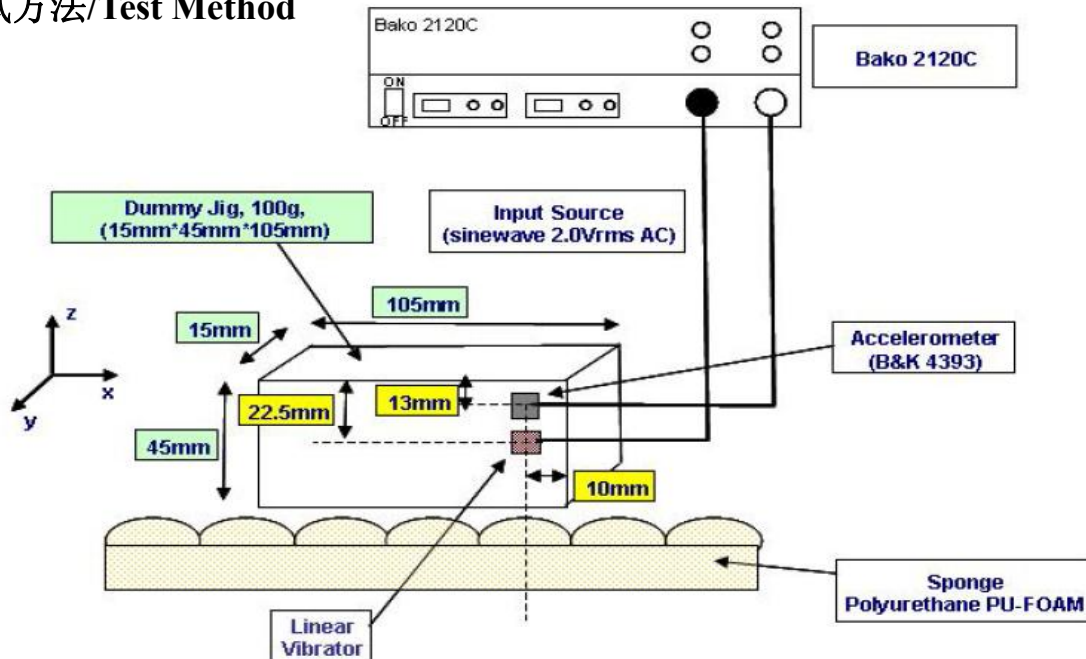 方法/Test Method
Bako 2120C
ON
OFF
Bako 2120C
Dummy Jig, 100g,
(15mm*45mm*105mm)
Input Source
(sinewave 2.0Vrms AC)
105mm
15mm
z
x
y
Accelerometer
(B&K 4393)
13mm
22.5mm
45mm
10mm
Sponge
Polyurethane PU-FOAM
Linear
Vibrator